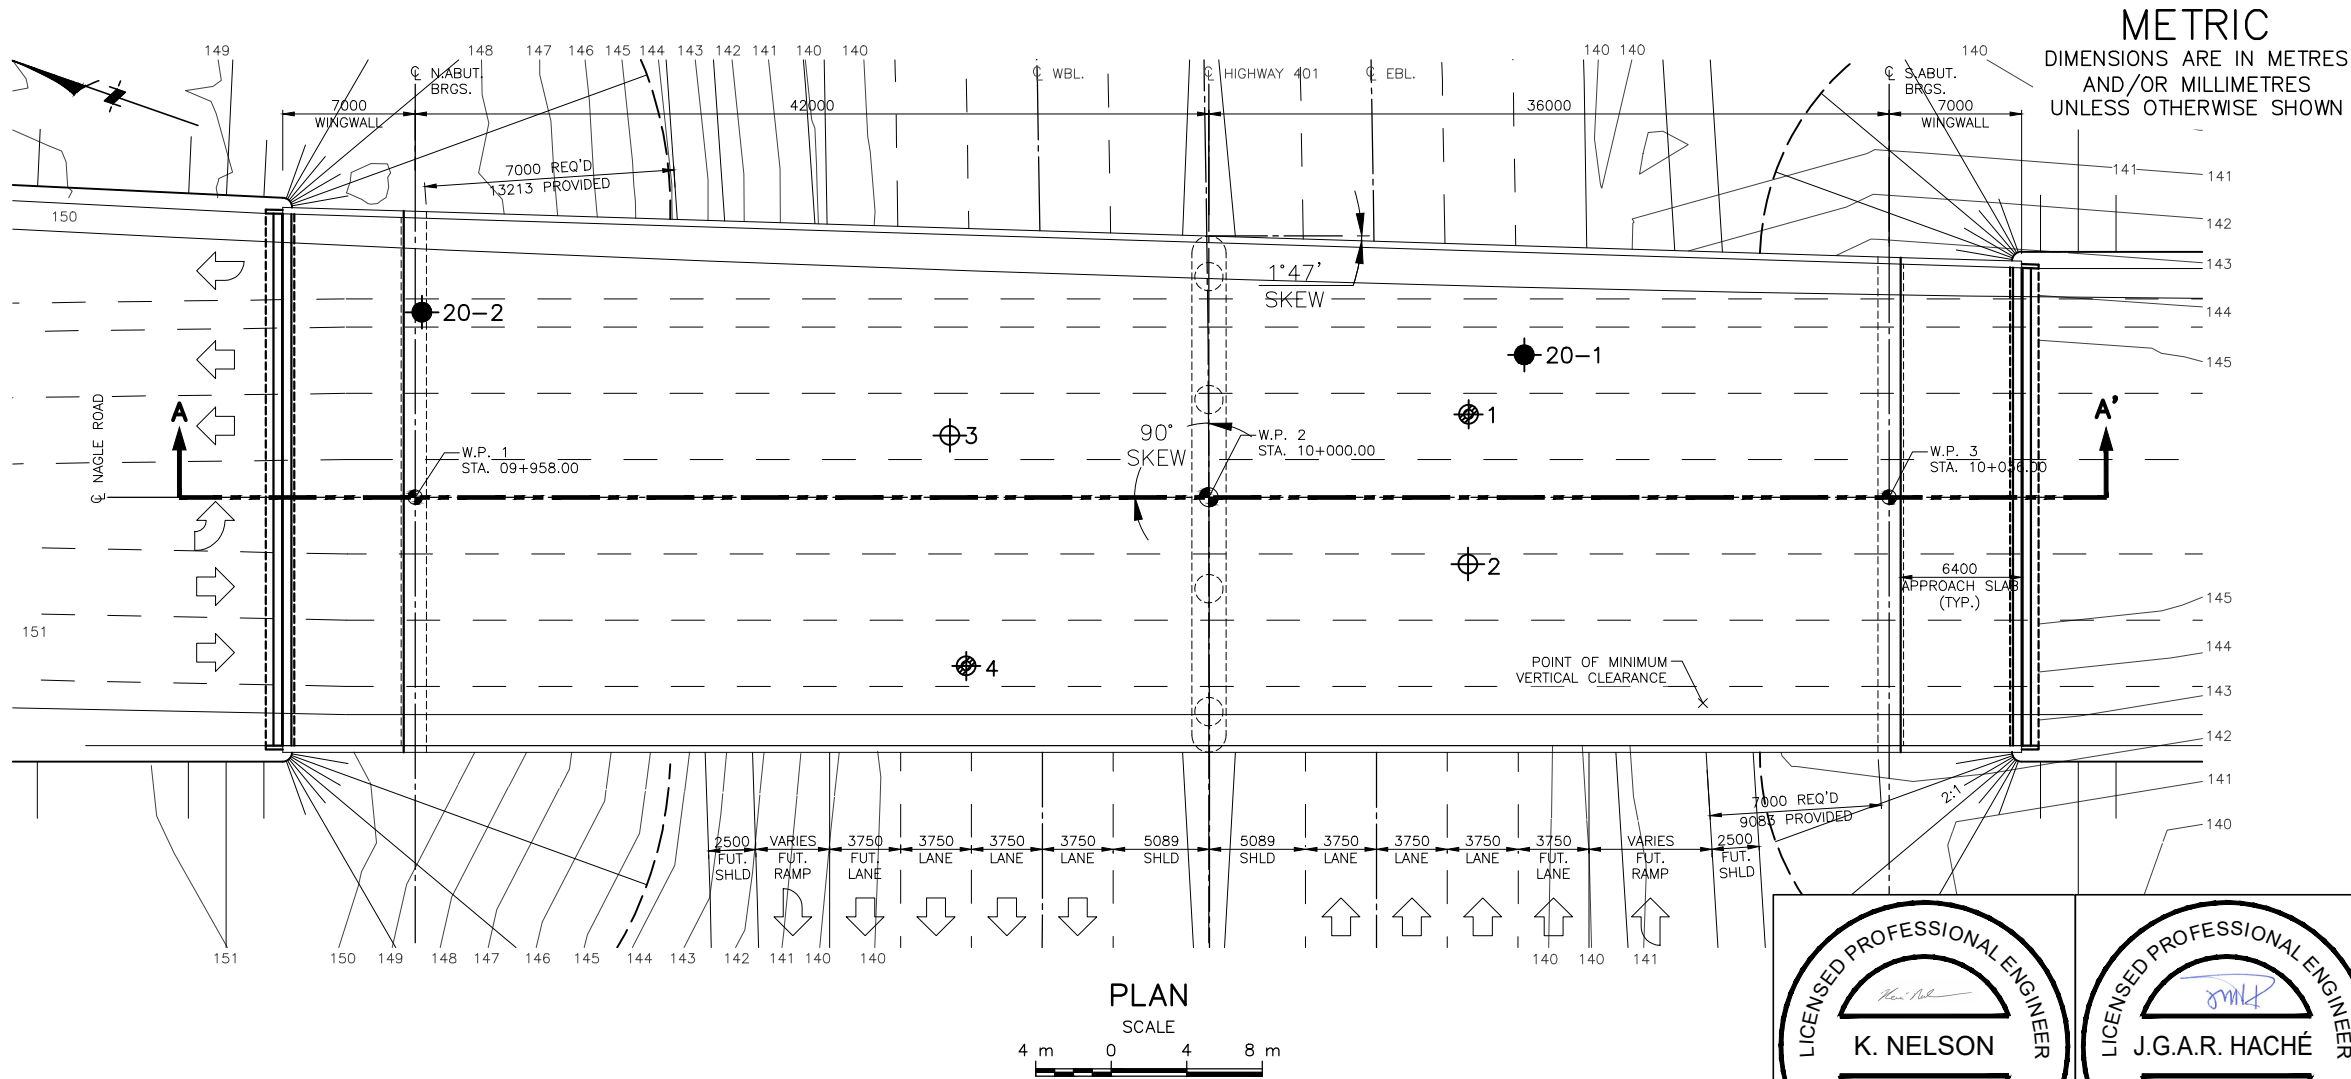 METRIC
DIMENSIONS ARE IN METRES
AND/OR MILLIMETRES
UNLESS OTHERWISE SHOWN
149 148 147 146 145 144 143 142 141 140 140 140 140 140
℄ N.ABUT.
BRGS.
℄ WBL.
℄ HIGHWAY 401
℄ EBL.
℄ S.ABUT.
BRGS.
7000
WINGWALL
42000
36000
7000
WINGWALL
7000 REQ'D
13213 PROVIDED
141
141
142
143
144
145
150
1°47'
SKEW
20-2
20-1
1
3
90°
SKEW
A
A'
℄ NAGLE ROAD
W.P. 1
STA. 09+958.00
W.P. 2
STA. 10+000.00
W.P. 3
STA. 10+036.00
2
6400
APPROACH SLAB
(TYP.)
151
4
POINT OF MINIMUM
VERTICAL CLEARANCE
145
144
143
142
141
140
2:1
7000 REQ'D
9083 PROVIDED
2500
FUT.
SHLD
VARIES
FUT.
RAMP
3750
FUT.
LANE
3750
LANE
3750
LANE
3750
LANE
5089
SHLD
5089
SHLD
3750
LANE
3750
LANE
3750
LANE
3750
FUT.
LANE
VARIES
FUT.
RAMP
2500
FUT.
SHLD
151 150 149 148 147 146 145 144 143 142 141 140 140 140 140 141
PLAN
SCALE
4 m 0 4 8 m
LICENSED PROFESSIONAL ENGINEER
K. NELSON
LICENSED PROFESSIONAL ENGINEER
J.G.A.R. HACHÉ